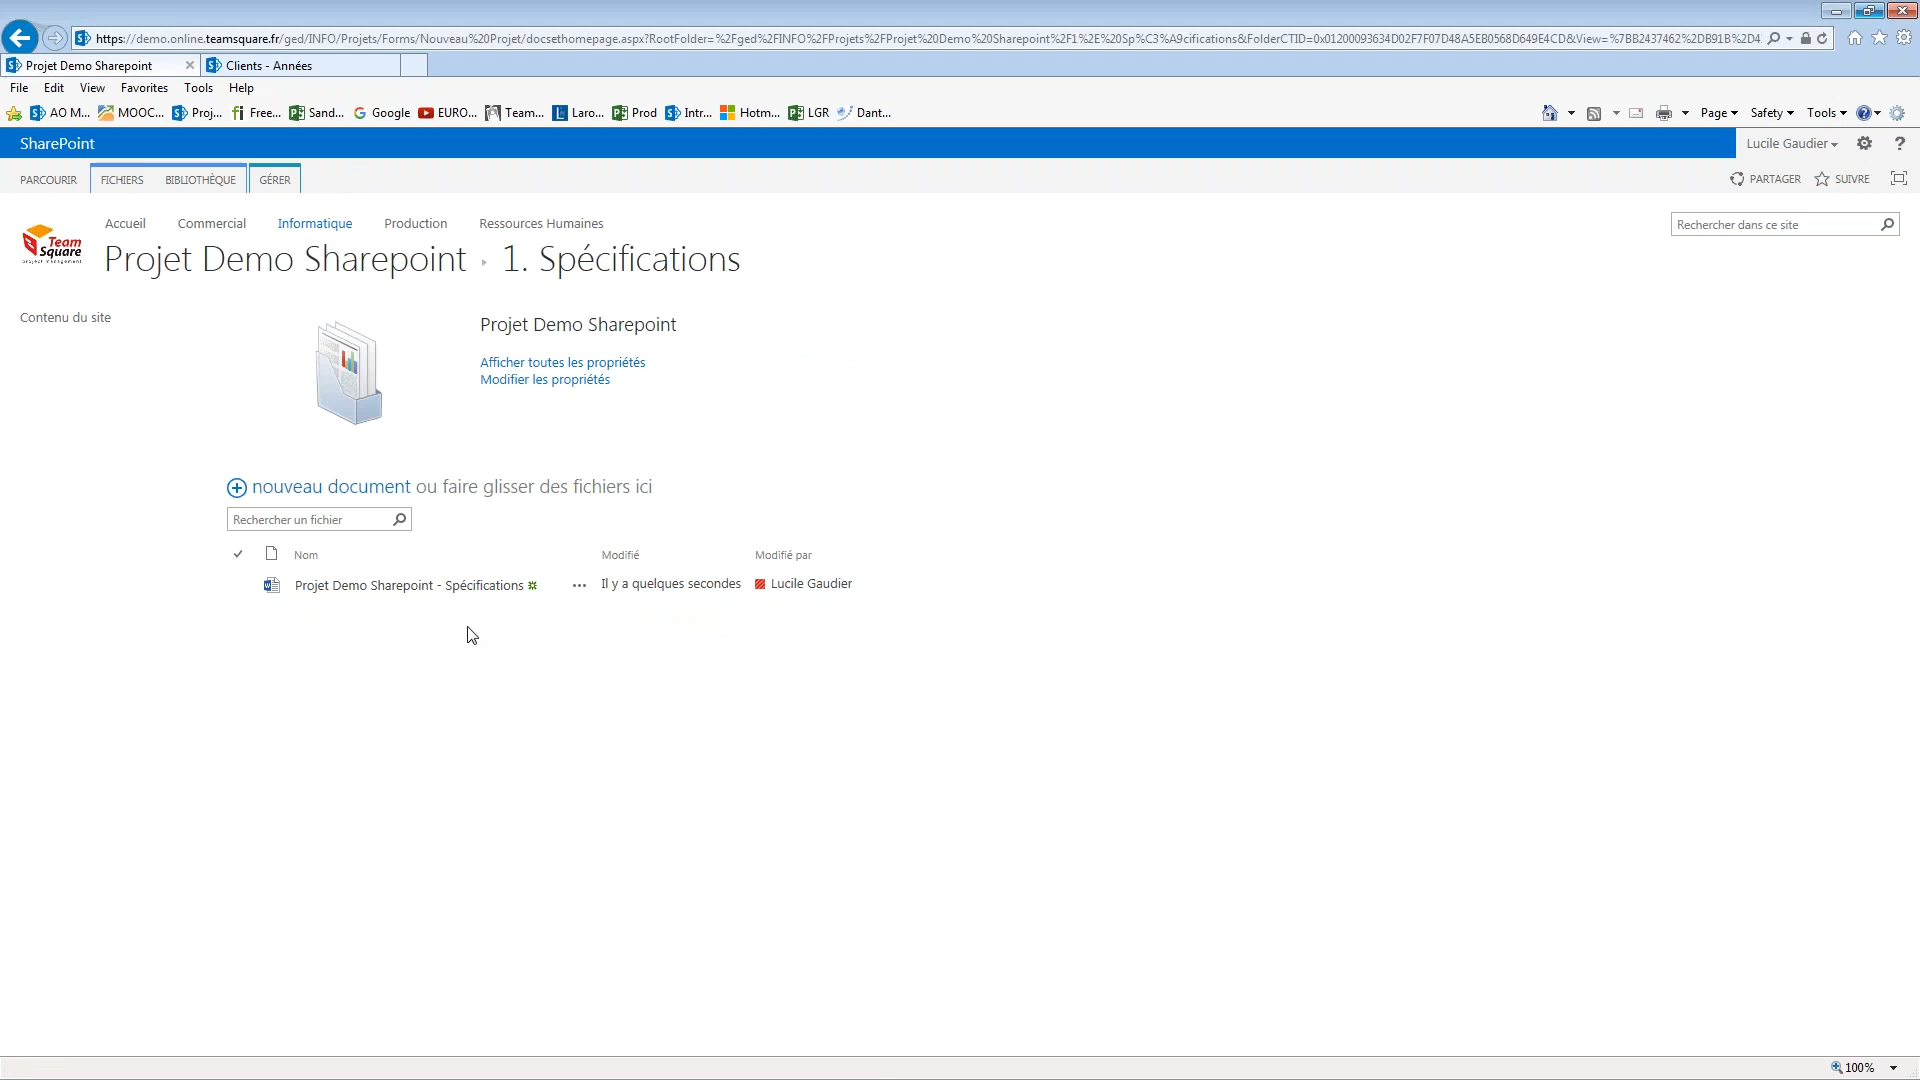 https://demo.online.teamsquare.fr/ged/INFO/Projets/Forms/Nouveau%20Projet/docsethomepage.aspx?RootFolder=%2Fged%2FINFO%2FProjets%2FProjet%20Demo%20Sharepoint%2F1%2E%20Sp%C3%A9cifications&FolderCTID=0x01200093634D02F7F07D48A5EB0568D649E4CD&View=%7BB2437462%2DB91B%2D4
Projet Demo Sharepoint
Clients - Années
File Edit View Favorites Tools Help
AO M... MOOC... Proj... Free... Sand... Google EURO... Team... Laro... Prod Intr... Hotm... LGR Dant... Page Safety Tools
SharePoint
Lucile Gaudier
PARCOURIR FICHIERS BIBLIOTHÈQUE GÉRER PARTAGER SUIVRE
Accueil Commercial Informatique Production Ressources Humaines
Rechercher dans ce site
Team Square
project management
Projet Demo Sharepoint 1. Spécifications
Contenu du site
Projet Demo Sharepoint
Afficher toutes les propriétés
Modifier les propriétés
nouveau document ou faire glisser des fichiers ici
Rechercher un fichier
Nom Modifié Modifié par
Projet Demo Sharepoint - Spécifications ... Il y a quelques secondes Lucile Gaudier
100%